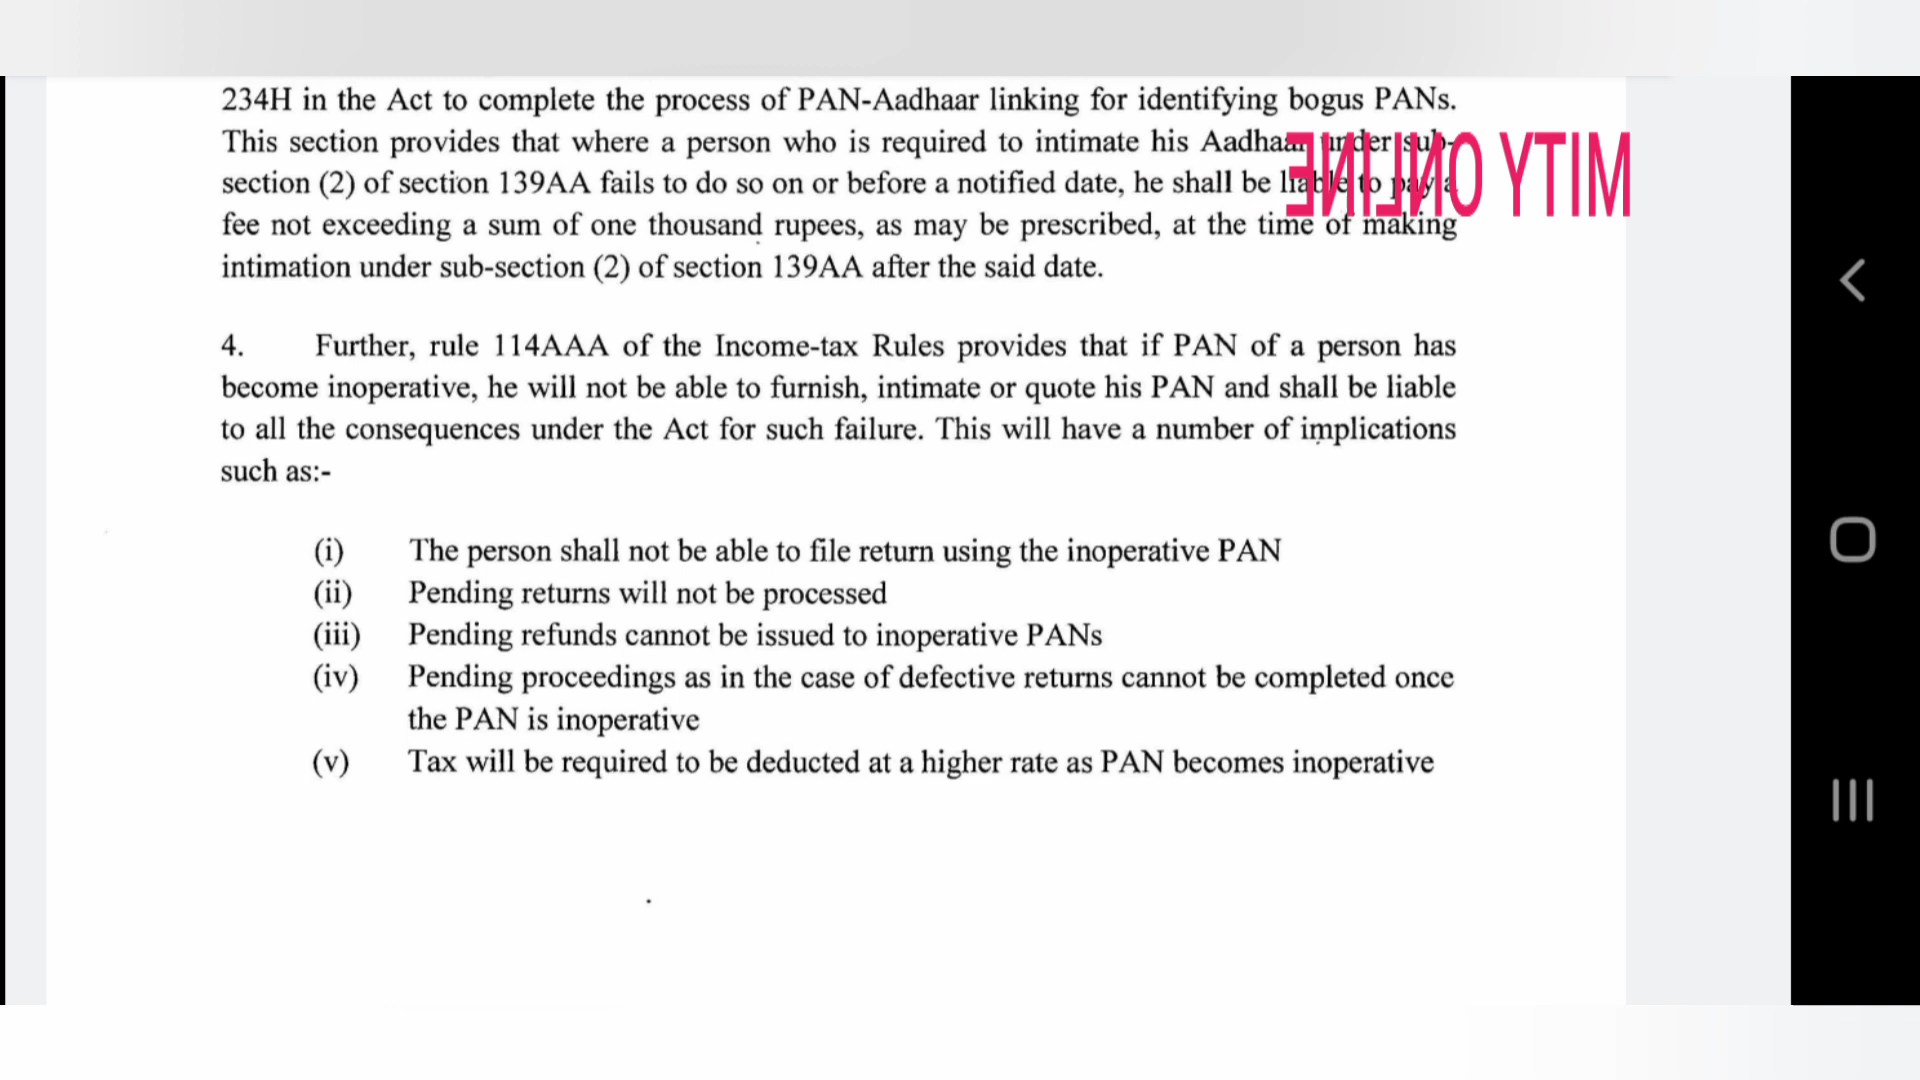 234H in the Act to complete the process of PAN-Aadhaar linking for identifying bogus PANs.
This section provides that where a person who is required to intimate his Aadhaar under sub-
section (2) of section 139AA fails to do so on or before a notified date, he shall be liable to pay a
fee not exceeding a sum of one thousand rupees, as may be prescribed, at the time of making
intimation under sub-section (2) of section 139AA after the said date.
MITY ONLINE
4. Further, rule 114AAA of the Income-tax Rules provides that if PAN of a person has
become inoperative, he will not be able to furnish, intimate or quote his PAN and shall be liable
to all the consequences under the Act for such failure. This will have a number of implications
such as:-
(i) The person shall not be able to file return using the inoperative PAN
(ii) Pending returns will not be processed
(iii) Pending refunds cannot be issued to inoperative PANs
(iv) Pending proceedings as in the case of defective returns cannot be completed once
the PAN is inoperative
(v) Tax will be required to be deducted at a higher rate as PAN becomes inoperative